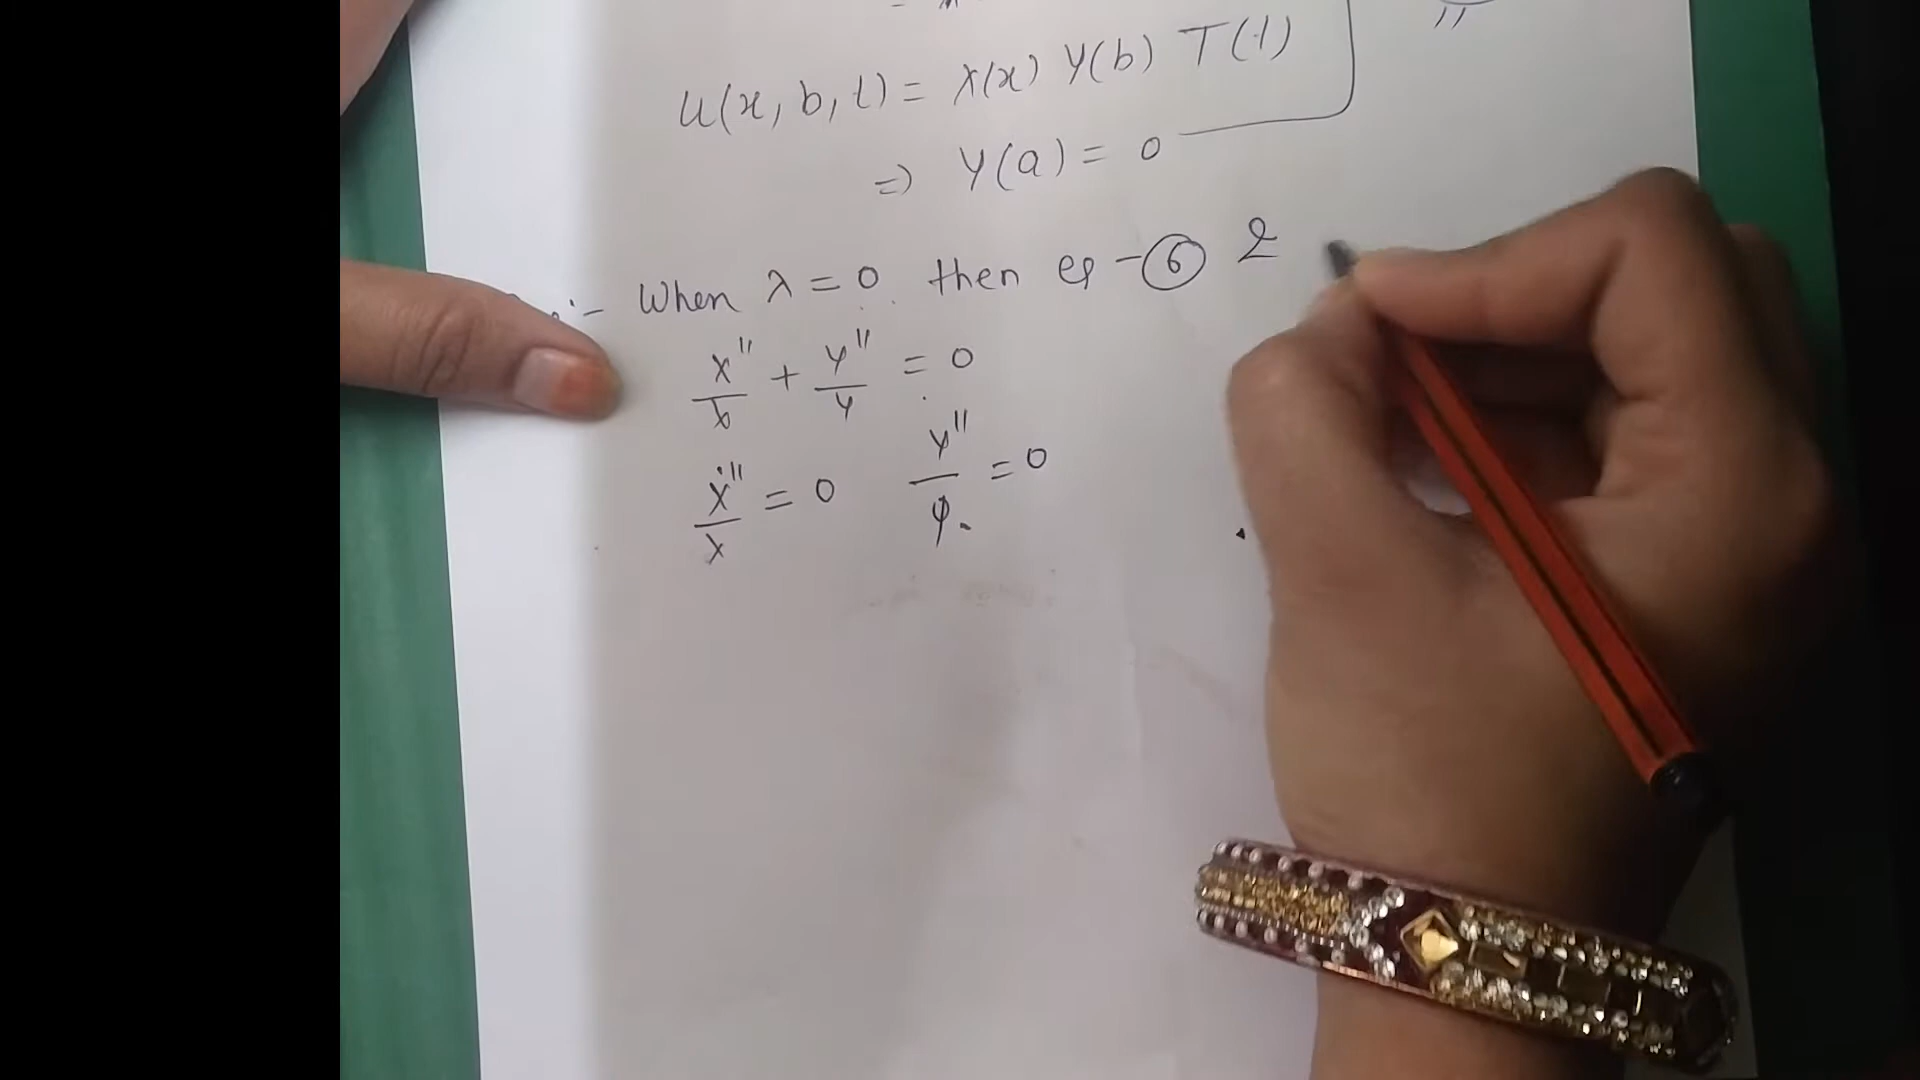 u(x, b, t) = X(x) Y(b) T(t)
=) Y(a) = 0
:- When λ = 0 then eq - ⑥ &
X'' / X + Y'' / Y = 0
X'' / X = 0 Y'' / Y = 0